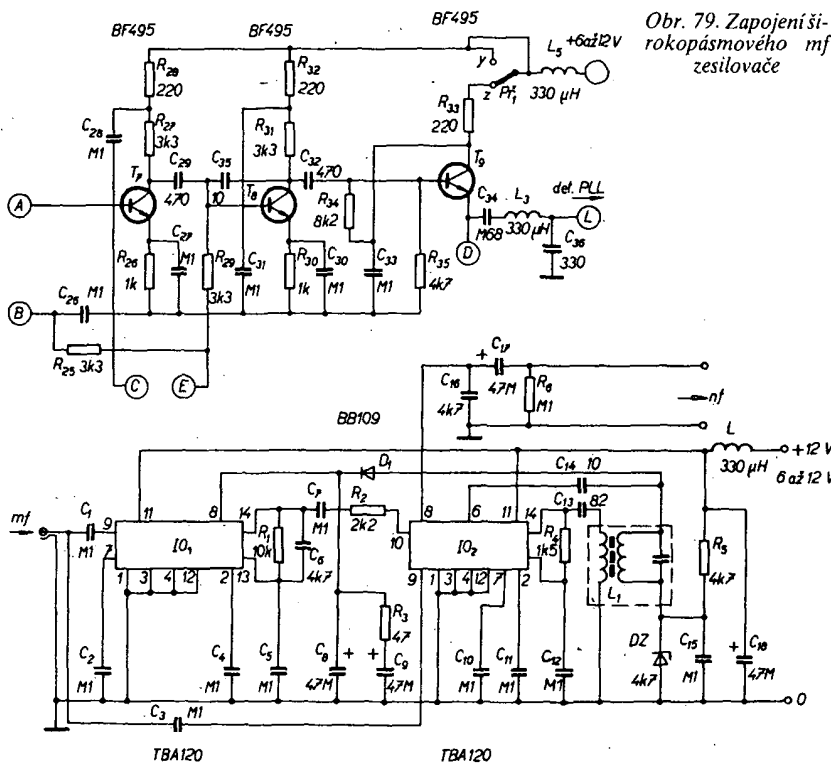 BF495
BF495
BF495
Obr. 79. Zapojení ši-
rokopásmového mf
zesilovače
R28
220
R32
220
y
z
Př1
L5
330 µH
+6až12V
R33
220
C28
M1
R27
3k3
R31
3k3
C29
470
C35
10
C32
470
T7
T8
T9
A
R34
8k2
C34
M68
L3
330µH
det. PLL
L
D
C36
330
R26
1k
C27
M1
R29
3k3
C31
M1
R30
1k
C30
M1
C33
M1
R35
4k7
B
C26
M1
R25 3k3
C
E
C17
+
47M
C16
4k7
R6
M1
nf
BB109
D1
L
330 µH
+12 V
6 až 12 V
C14 10
C13 82
mf
C1
M1
9
7
11
8
14
IO1
1
3
4
12
2
13
R1
10k
C6
4k7
C7
M1
R2
2k2
10
8
6
11
14
IO2
9
1
3
4
12
7
2
R4
1k5
L1
R5
4k7
R3
47
C2
M1
C4
M1
C5
M1
C8
47M
+
+
C9
47M
C10
M1
C11
M1
C12
M1
DZ
4k7
C15
M1
+
C18
47M
C3 M1
0
TBA120
TBA120